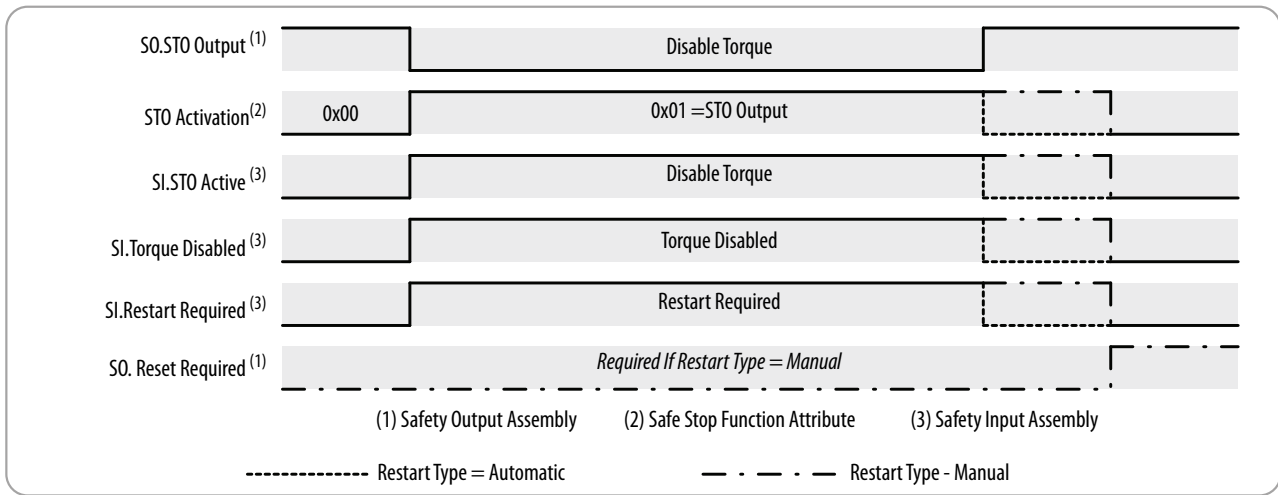 SO.STO Output (1)
Disable Torque
STO Activation(2)
0x00
0x01 =STO Output
SI.STO Active (3)
Disable Torque
SI.Torque Disabled (3)
Torque Disabled
SI.Restart Required (3)
Restart Required
SO. Reset Required (1)
Required If Restart Type = Manual
(1) Safety Output Assembly
(2) Safe Stop Function Attribute
(3) Safety Input Assembly
Restart Type = Automatic
Restart Type - Manual